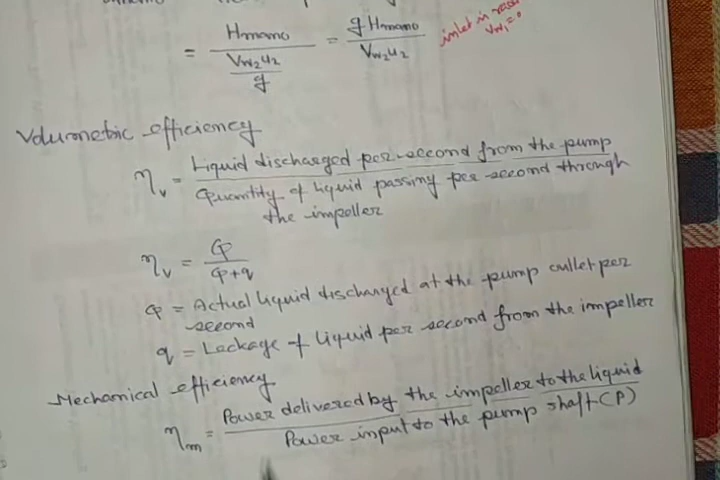 = Hmano / (Vw2u2 / g) = g Hmano / Vw2u2
inlet in
Vw1=0
Volumetric efficiency
ηv = Liquid discharged per second from the pump
Quantity of liquid passing per second through
the impeller
ηv = Q / Q+q
Q = Actual liquid discharged at the pump outlet per
second
q = Leckage of liquid per second from the impeller
Mechanical efficiency
ηm = Power delivered by the impeller to the liquid
Power input to the pump shaft (P)